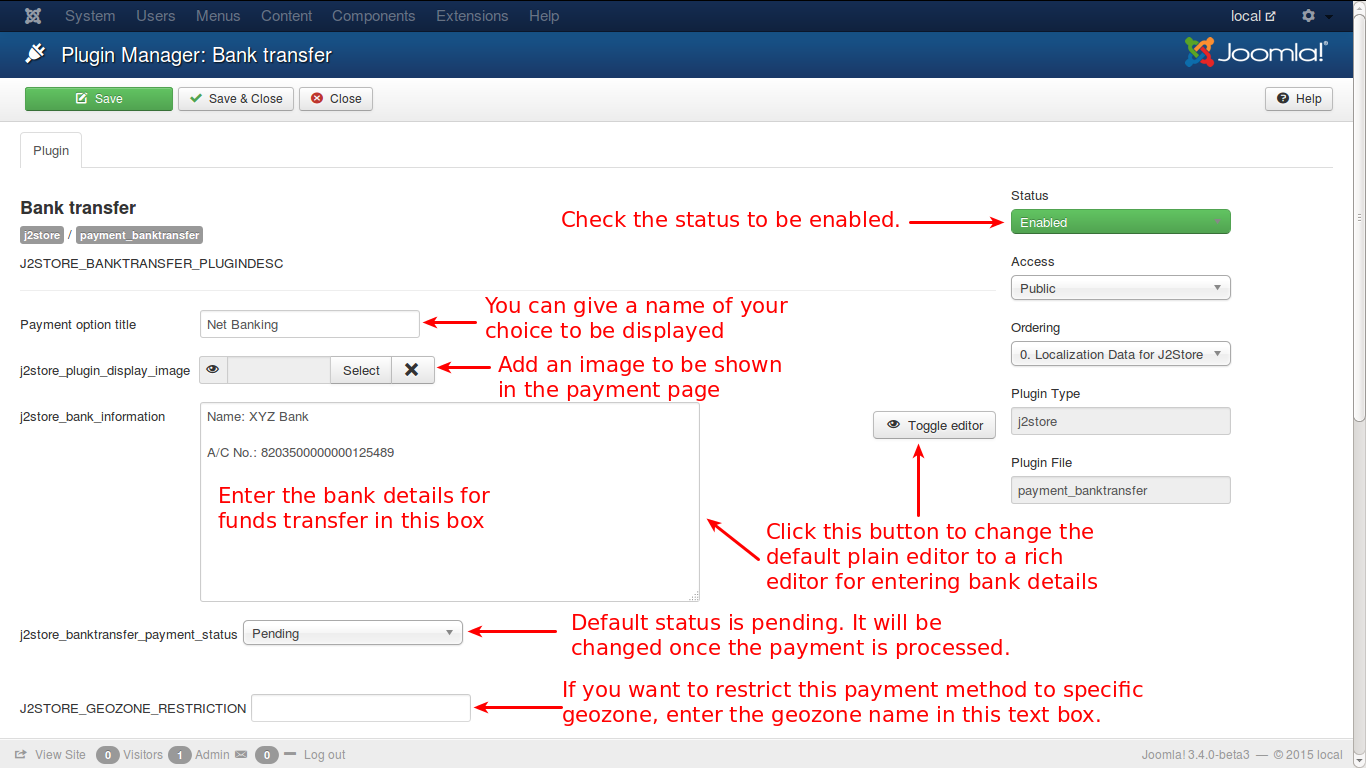 System Users Menus Content Components Extensions Help local
Plugin Manager: Bank transfer Joomla!®
Save Save & Close Close Help
Plugin
Bank transfer
j2store / payment_banktransfer
J2STORE_BANKTRANSFER_PLUGINDESC
Check the status to be enabled.
Status
Enabled
Access
Public
Ordering
0. Localization Data for J2Store
Plugin Type
j2store
Plugin File
payment_banktransfer
Payment option title Net Banking
You can give a name of your
choice to be displayed
j2store_plugin_display_image Select
Add an image to be shown
in the payment page
j2store_bank_information
Name: XYZ Bank
A/C No.: 8203500000000125489
Enter the bank details for
funds transfer in this box
Toggle editor
Click this button to change the
default plain editor to a rich
editor for entering bank details
j2store_banktransfer_payment_status Pending
Default status is pending. It will be
changed once the payment is processed.
J2STORE_GEOZONE_RESTRICTION
If you want to restrict this payment method to specific
geozone, enter the geozone name in this text box.
View Site 0 Visitors 1 Admin 0 Log out Joomla! 3.4.0-beta3 — © 2015 local